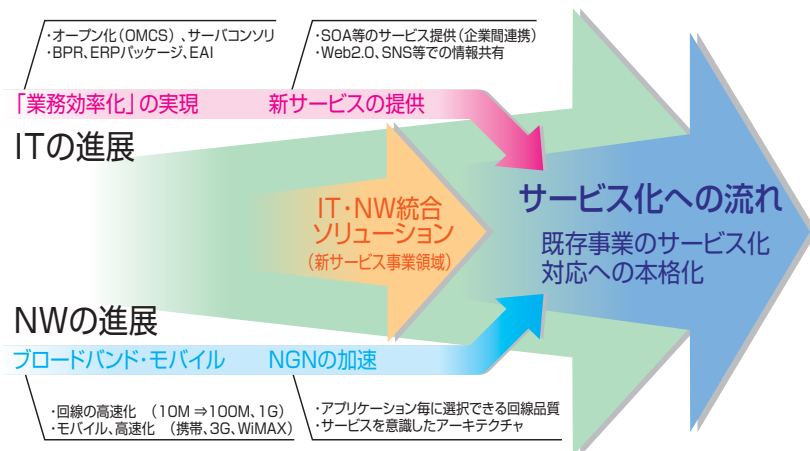 ・オープン化(OMCS)、サーバコンソリ
・BPR、ERPパッケージ、EAI
・SOA等のサービス提供(企業間連携)
・Web2.0、SNS等での情報共有
「業務効率化」の実現
新サービスの提供
ITの進展
IT・NW統合
ソリューション
(新サービス事業領域)
サービス化への流れ
既存事業のサービス化
対応への本格化
NWの進展
ブロードバンド・モバイル
NGNの加速
・回線の高速化 (10M⇒100M、1G)
・モバイル、高速化 (携帯、3G、WiMAX)
・アプリケーション毎に選択できる回線品質
・サービスを意識したアーキテクチャ